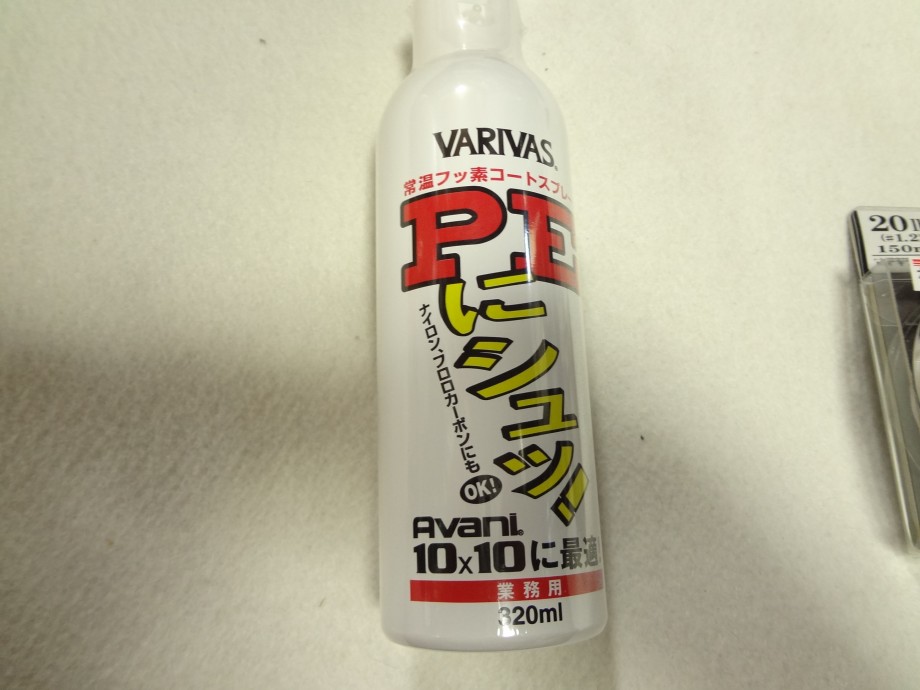 VARIVAS®
常温フッ素コートスプレー
PE
にシュッ!
ナイロン、フロロカーボンにも
OK!
Avani®
10x10に最適
業務用
320ml
20
150